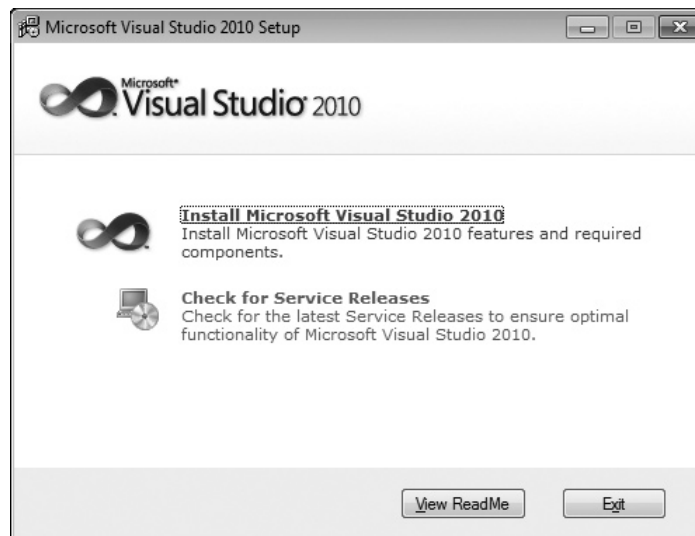 Microsoft Visual Studio 2010 Setup
Microsoft®
Visual Studio® 2010
Install Microsoft Visual Studio 2010
Install Microsoft Visual Studio 2010 features and required
components.
Check for Service Releases
Check for the latest Service Releases to ensure optimal
functionality of Microsoft Visual Studio 2010.
View ReadMe
Exit